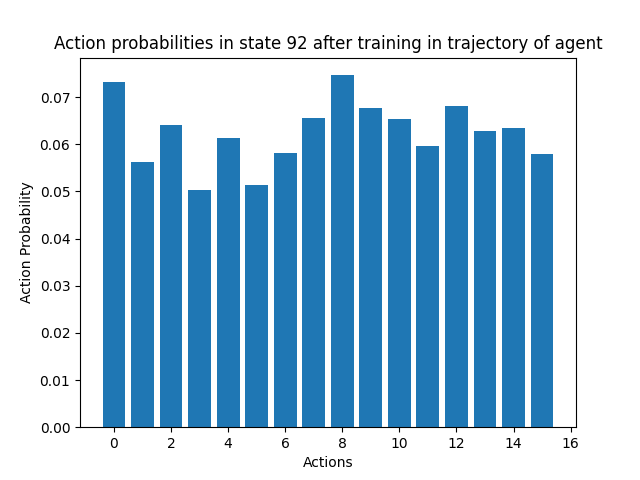 Action probabilities in state 92 after training in trajectory of agent
0.07
0.06
0.05
0.04
0.03
0.02
0.01
0.00
Action Probability
0 2 4 6 8 10 12 14 16
Actions